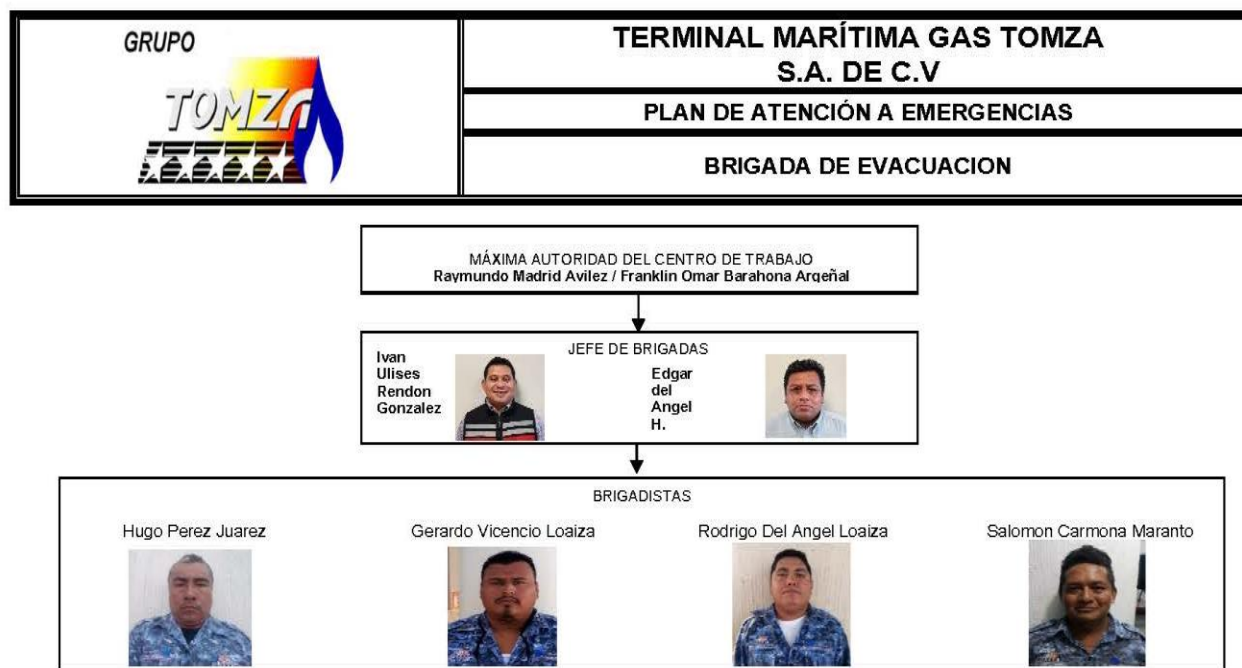 GRUPO
TOMZA
TERMINAL MARÍTIMA GAS TOMZA
S.A. DE C.V
PLAN DE ATENCIÓN A EMERGENCIAS
BRIGADA DE EVACUACION
MÁXIMA AUTORIDAD DEL CENTRO DE TRABAJO
Raymundo Madrid Avilez / Franklin Omar Barahona Argeñal
JEFE DE BRIGADAS
Ivan
Ulises
Rendon
Gonzalez
Edgar
del
Angel
H.
BRIGADISTAS
Hugo Perez Juarez
Gerardo Vicencio Loaiza
Rodrigo Del Angel Loaiza
Salomon Carmona Maranto